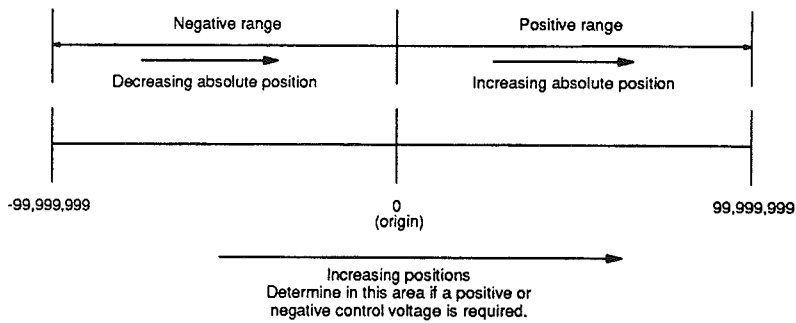 Negative range
Positive range
Decreasing absolute position
Increasing absolute position
-99,999,999
0
99,999,999
(origin)
Increasing positions
Determine in this area if a positive or
negative control voltage is required.